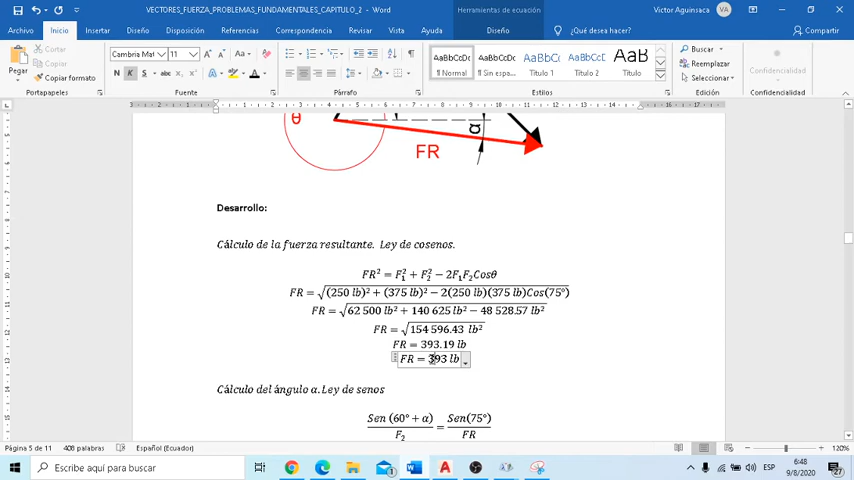 VECTORES_FUERZA_PROBLEMAS_FUNDAMENTALES_CAPITULO_2 - Word
Herramientas de ecuación
Victor Aguinsaca
VA
Archivo Inicio Insertar Diseño Disposición Referencias Correspondencia Revisar Vista Ayuda Diseño ¿Qué desea hacer? Compartir
Pegar
Cortar
Copiar
Copiar formato
Portapapeles
Cambria Mat 11
N K S
Fuente
Párrafo
AaBbCcDc AaBbCcDc AaBbCc AaBbCcD AaB
¶ Normal ¶ Sin espa... Título 1 Título 2 Título
Estilos
Buscar
Reemplazar
Seleccionar
Edición
Confidencialidad
Confidencialidad
θ
α
FR
Desarrollo:
Cálculo de la fuerza resultante. Ley de cosenos.
FR² = F₁² + F₂² − 2F₁F₂Cosθ
FR = √(250 lb)² + (375 lb)² − 2(250 lb)(375 lb)Cos(75°)
FR = √62 500 lb² + 140 625 lb² − 48 528.57 lb²
FR = √154 596.43 lb²
FR = 393.19 lb
FR = 393 lb
Cálculo del ángulo α. Ley de senos
Sen (60° + α) / F₂ = Sen(75°) / FR
Página 5 de 11 408 palabras Español (Ecuador) 120%
Escribe aquí para buscar
ESP
6:48
9/8/2020
27